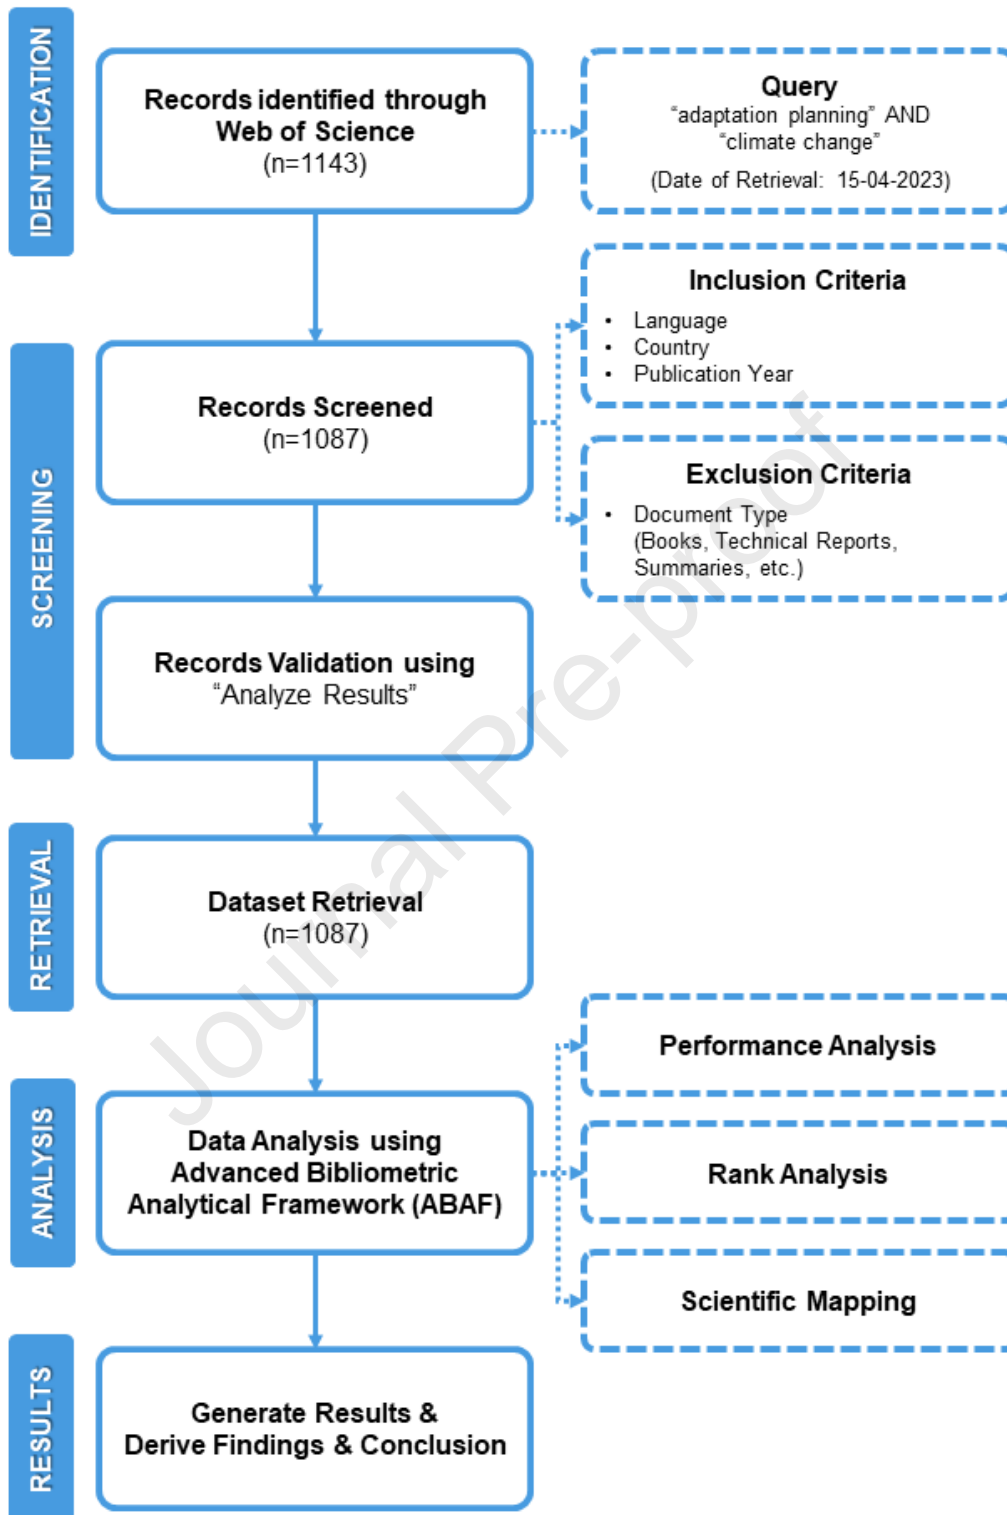 IDENTIFICATION
Records identified through
Web of Science
(n=1143)
Query
“adaptation planning” AND
“climate change”
(Date of Retrieval: 15-04-2023)
SCREENING
Records Screened
(n=1087)
Inclusion Criteria
• Language
• Country
• Publication Year
Exclusion Criteria
• Document Type
(Books, Technical Reports,
Summaries, etc.)
Records Validation using
“Analyze Results”
RETRIEVAL
Dataset Retrieval
(n=1087)
ANALYSIS
Data Analysis using
Advanced Bibliometric
Analytical Framework (ABAF)
Performance Analysis
Rank Analysis
Scientific Mapping
RESULTS
Generate Results &
Derive Findings & Conclusion
Journal Pre-proof